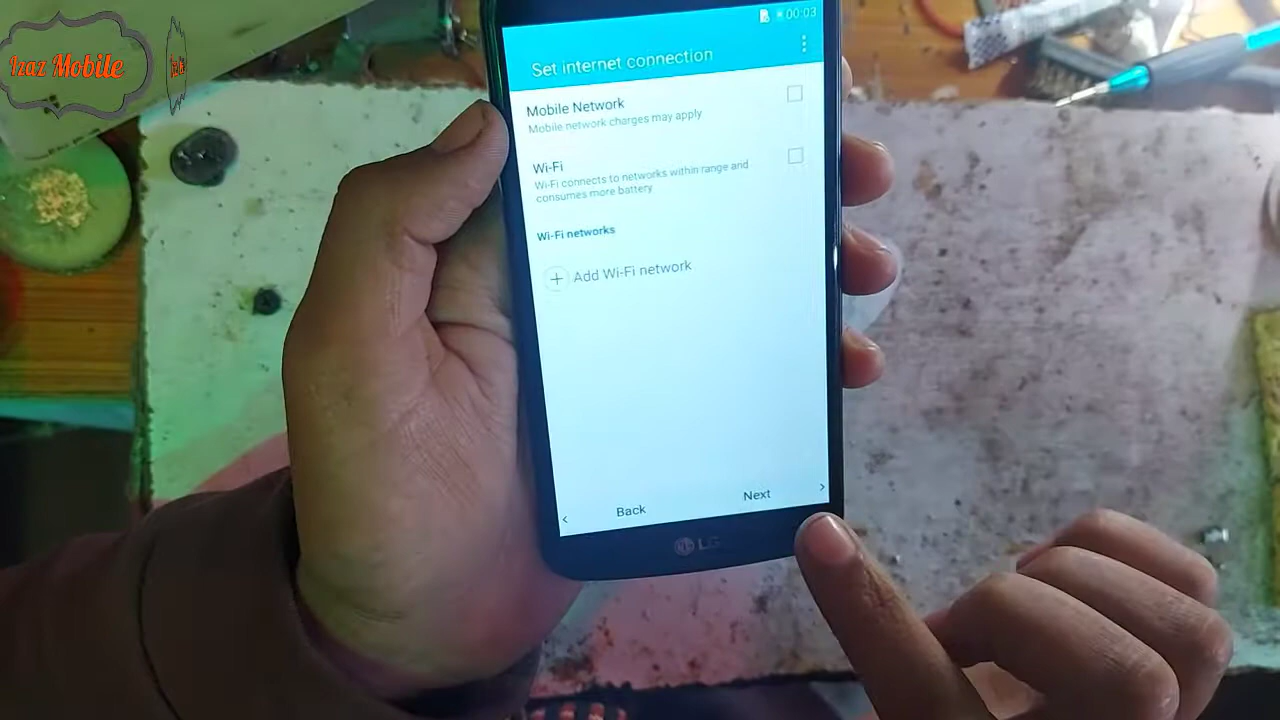 Izaz Mobile
00:03
Set internet connection
Mobile Network
Mobile network charges may apply
Wi-Fi
Wi-Fi connects to networks within range and
consumes more battery
Wi-Fi networks
Add Wi-Fi network
Back
Next
LG